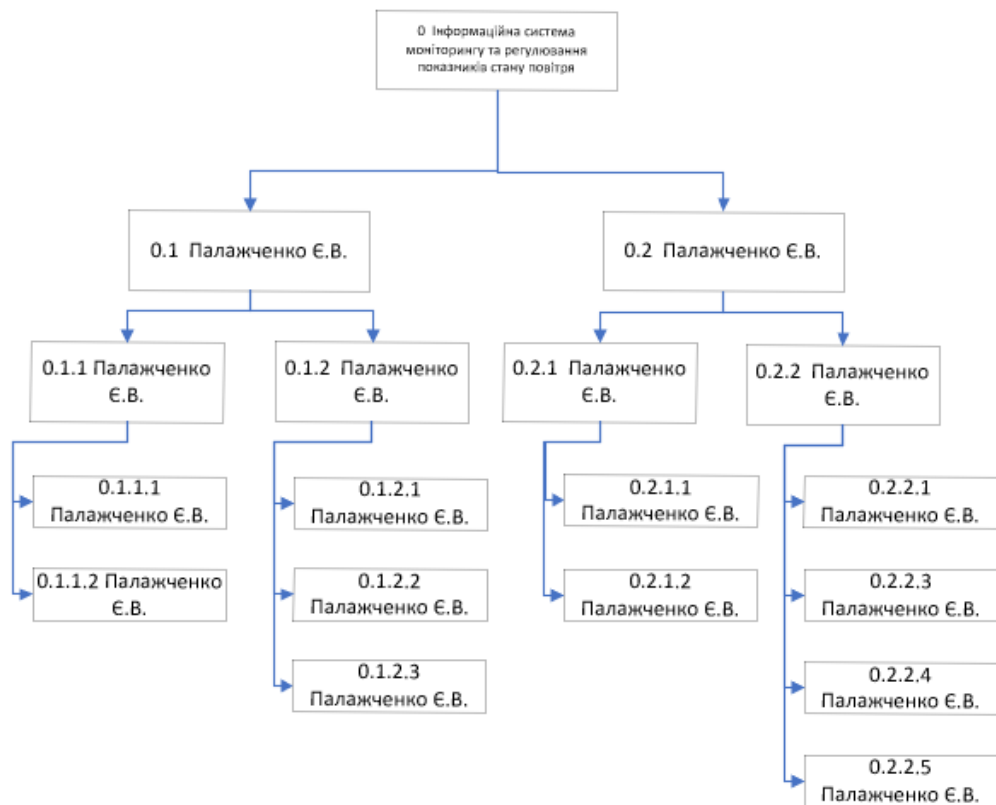 0 Інформаційна система
моніторингу та регулювання
показників стану повітря
0.1 Палажченко Є.В.
0.2 Палажченко Є.В.
0.1.1 Палажченко
Є.В.
0.1.2 Палажченко
Є.В.
0.2.1 Палажченко
Є.В.
0.2.2 Палажченко
Є.В.
0.1.1.1
Палажченко Є.В.
0.1.1.2 Палажченко
Є.В.
0.1.2.1
Палажченко Є.В.
0.1.2.2
Палажченко Є.В.
0.1.2.3
Палажченко Є.В.
0.2.1.1
Палажченко Є.В.
0.2.1.2
Палажченко Є.В.
0.2.2.1
Палажченко Є.В.
0.2.2.3
Палажченко Є.В.
0.2.2.4
Палажченко Є.В.
0.2.2.5
Палажченко Є.В.